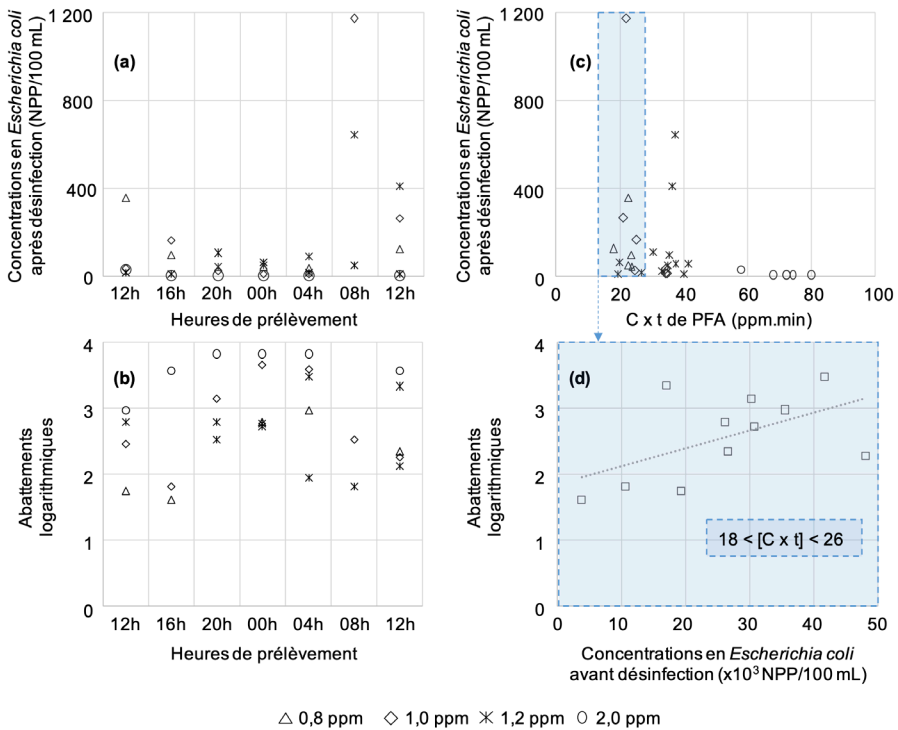 Concentrations en Escherichia coli
après désinfection (NPP/100 mL)
1 200
800
400
0
(a)
12h 16h 20h 00h 04h 08h 12h
Heures de prélèvement
Concentrations en Escherichia coli
après désinfection (NPP/100 mL)
1 200
800
400
0
(c)
0 20 40 60 80 100
C x t de PFA (ppm.min)
Abattements
logarithmiques
4
3
2
1
0
(b)
12h 16h 20h 00h 04h 08h 12h
Heures de prélèvement
Abattements
logarithmiques
4
3
2
1
0
(d)
18 < [C x t] < 26
0 10 20 30 40 50
Concentrations en Escherichia coli
avant désinfection (x10³ NPP/100 mL)
0,8 ppm 1,0 ppm 1,2 ppm 2,0 ppm